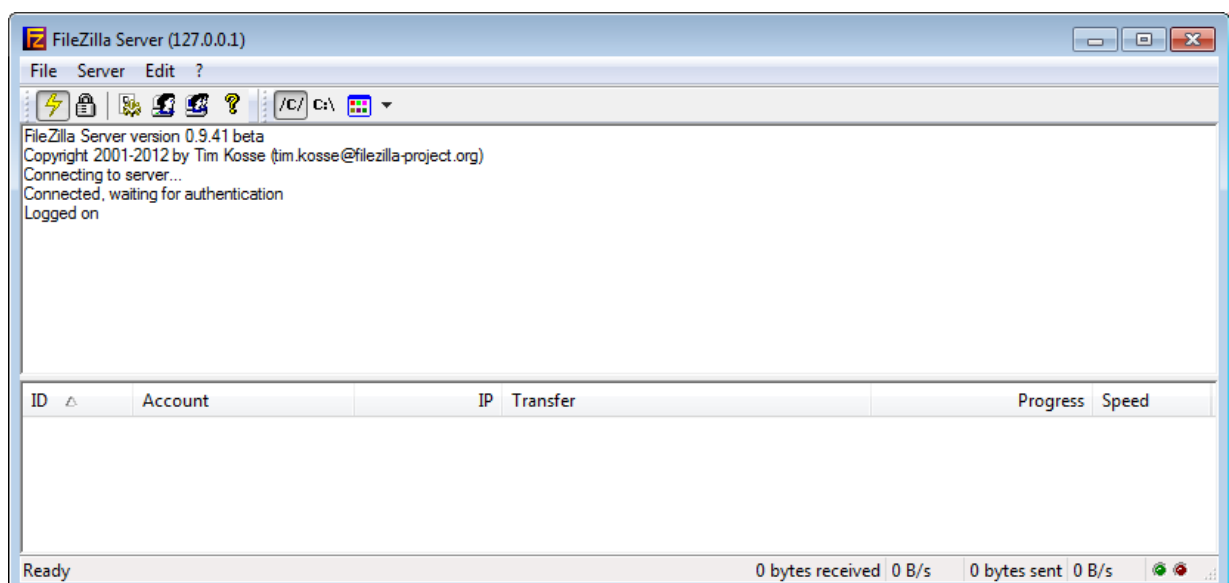 FileZilla Server (127.0.0.1)
File Server Edit ?
/C/ C:\
FileZilla Server version 0.9.41 beta
Copyright 2001-2012 by Tim Kosse (tim.kosse@filezilla-project.org)
Connecting to server...
Connected, waiting for authentication
Logged on
ID Account IP Transfer Progress Speed
Ready 0 bytes received 0 B/s 0 bytes sent 0 B/s